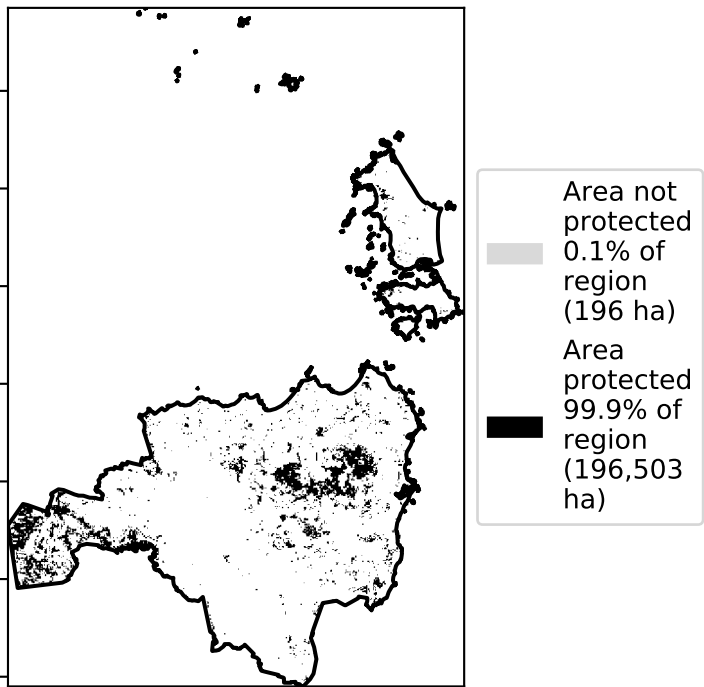 Area not
protected
0.1% of
region
(196 ha)
Area
protected
99.9% of
region
(196,503
ha)